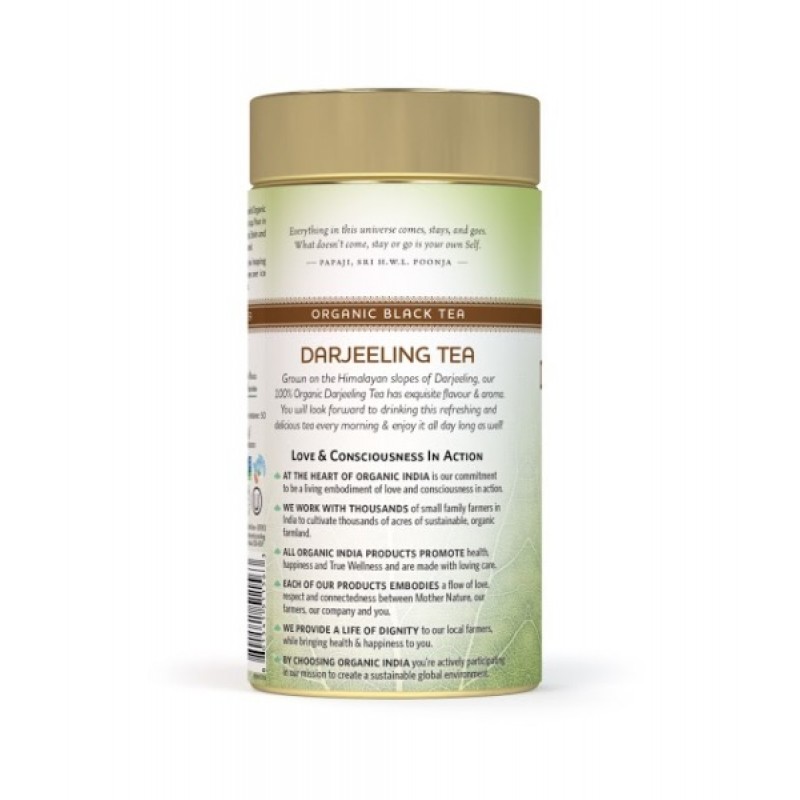 Everything in this universe comes, stays, and goes.
What doesn't come, stay or go is your own Self.
— PAPAJI, SRI H.W.L. POONJA —
ORGANIC BLACK TEA
DARJEELING TEA
Grown on the Himalayan slopes of Darjeeling, our
100% Organic Darjeeling Tea has exquisite flavour & aroma.
You will look forward to drinking this refreshing and
delicious tea every morning & enjoy it all day long as well!
LOVE & CONSCIOUSNESS IN ACTION
AT THE HEART OF ORGANIC INDIA is our commitment
to be a living embodiment of love and consciousness in action.
WE WORK WITH THOUSANDS of small family farmers in
India to cultivate thousands of acres of sustainable, organic
farmland.
ALL ORGANIC INDIA PRODUCTS PROMOTE health,
happiness and True Wellness and are made with loving care.
EACH OF OUR PRODUCTS EMBODIES a flow of love,
respect and connectedness between Mother Nature, our
farmers, our company and you.
WE PROVIDE A LIFE OF DIGNITY to our local farmers,
while bringing health & happiness to you.
BY CHOOSING ORGANIC INDIA you're actively participating
in our mission to create a sustainable global environment.